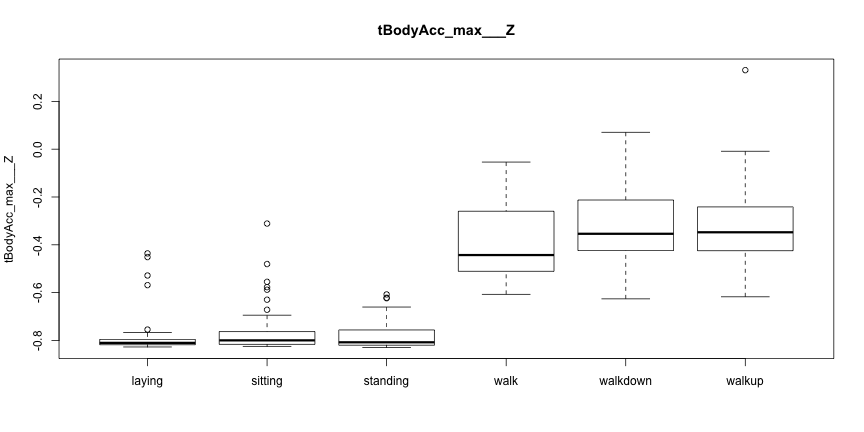 tBodyAcc_max___Z
tBodyAcc_max___Z
0.2
0.0
-0.2
-0.4
-0.6
-0.8
laying sitting standing walk walkdown walkup